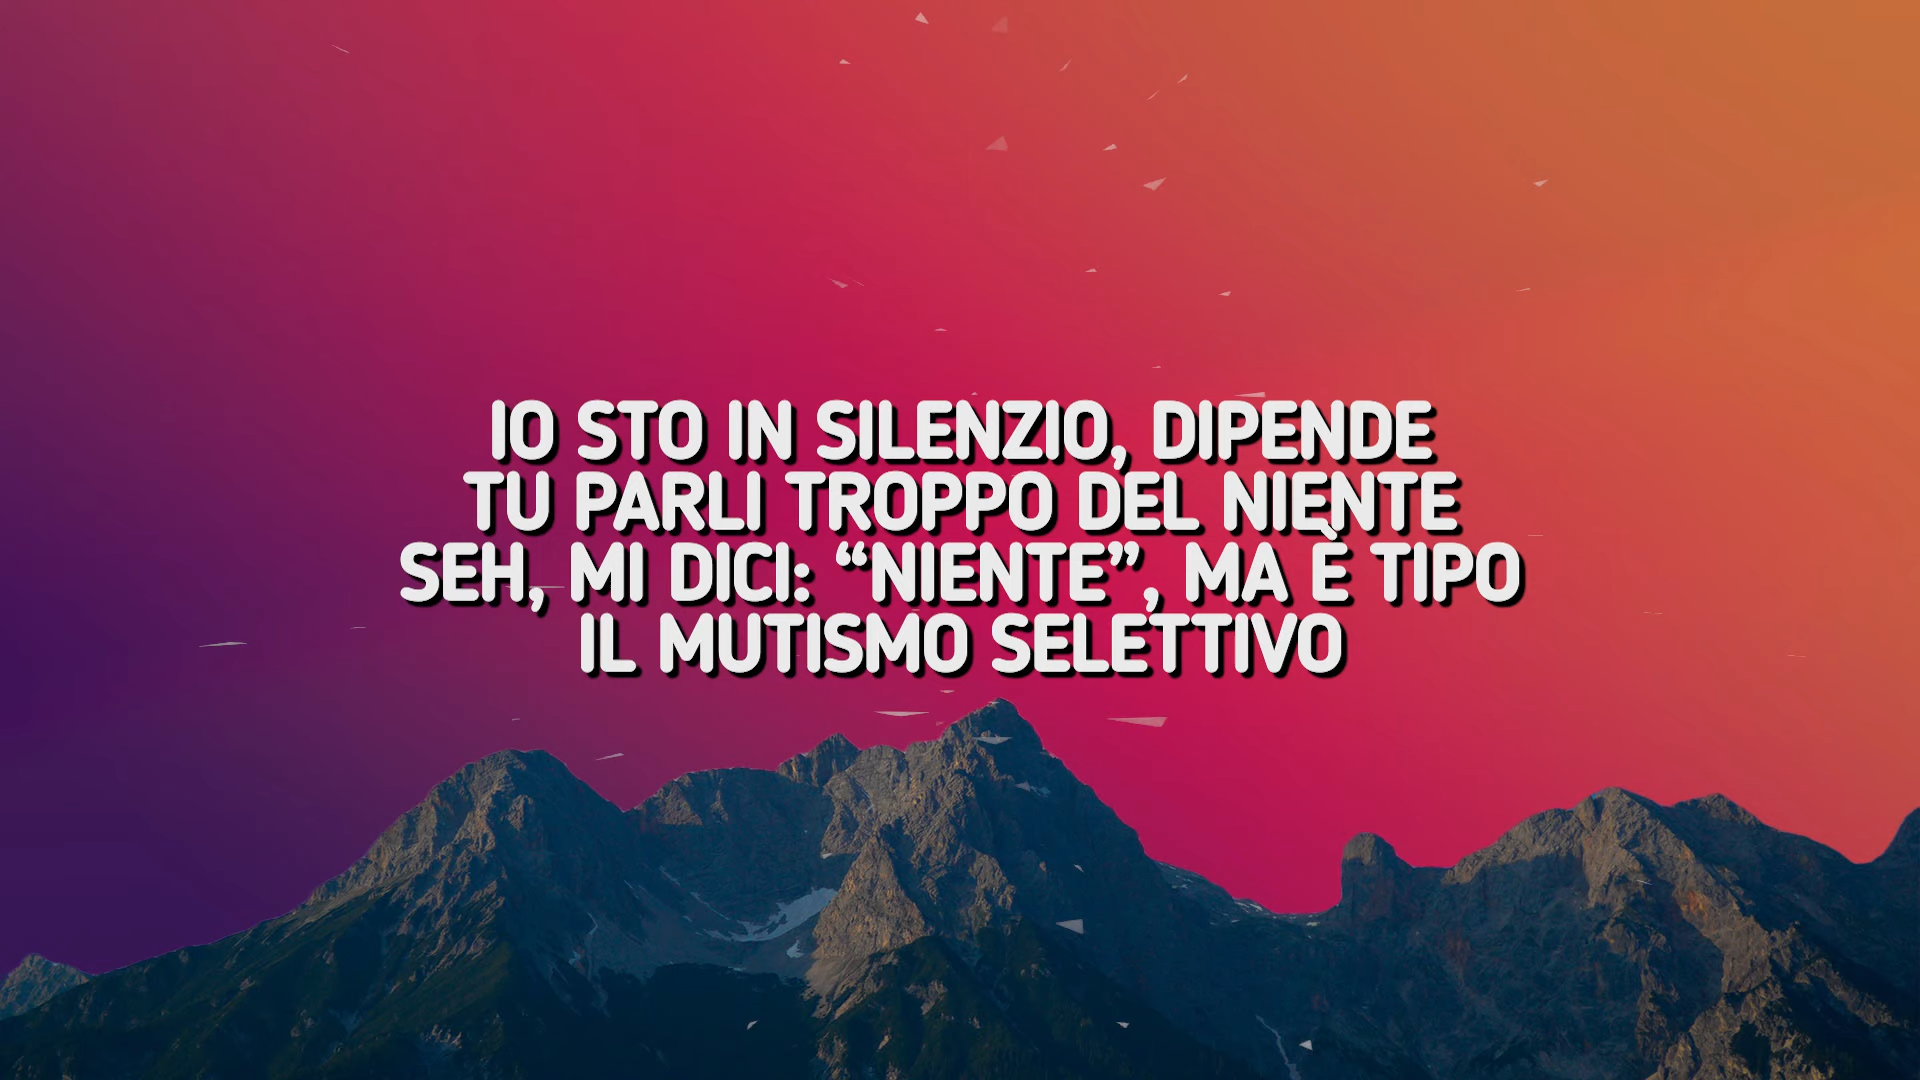 IO STO IN SILENZIO, DIPENDE
TU PARLI TROPPO DEL NIENTE
SEH, MI DICI: “NIENTE”, MA È TIPO
IL MUTISMO SELETTIVO